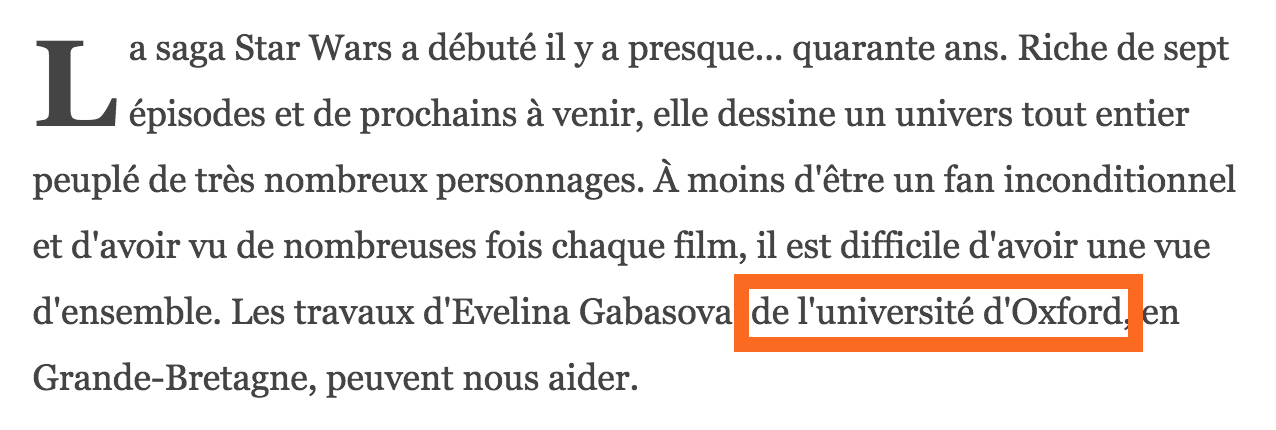 La saga Star Wars a débuté il y a presque... quarante ans. Riche de sept
épisodes et de prochains à venir, elle dessine un univers tout entier
peuplé de très nombreux personnages. À moins d'être un fan inconditionnel
et d'avoir vu de nombreuses fois chaque film, il est difficile d'avoir une vue
d'ensemble. Les travaux d'Evelina Gabasova de l'université d'Oxford, en
Grande-Bretagne, peuvent nous aider.